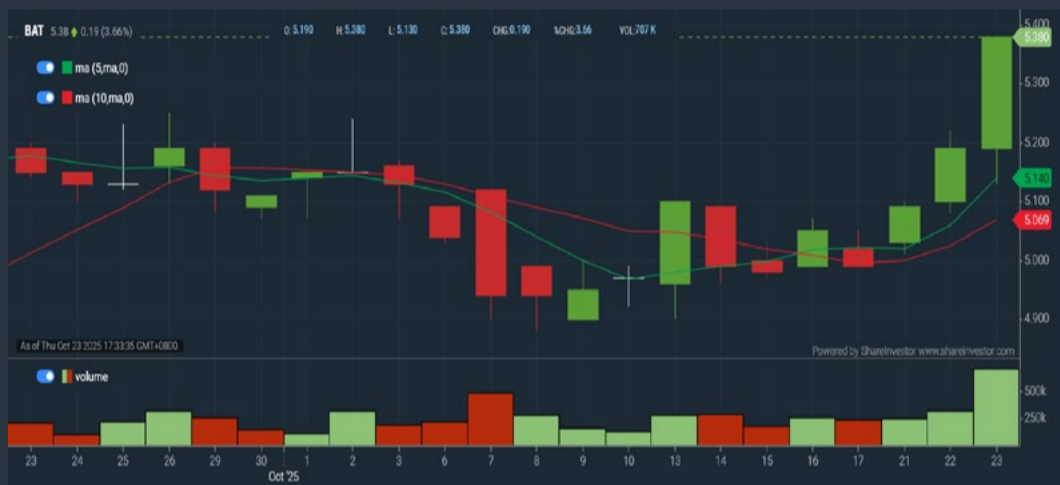 BAT 5.38 0.19 (3.66%) O: 5.190 H: 5.380 L: 5.130 C: 5.380 CHG:0.190 %CHG:3.66 VOL:707 K
ma (5,ma,0)
ma (10,ma,0)
5.400
5.380
5.300
5.200
5.140
5.100
5.069
5.000
4.900
As of Thu Oct 23 2025 17:33:35 GMT+0800
Powered by ShareInvestor www.shareinvestor.com
volume
500k
250k
23 24 25 26 29 30 1 2 3 6 7 8 9 10 13 14 15 16 17 21 22 23
Oct '25